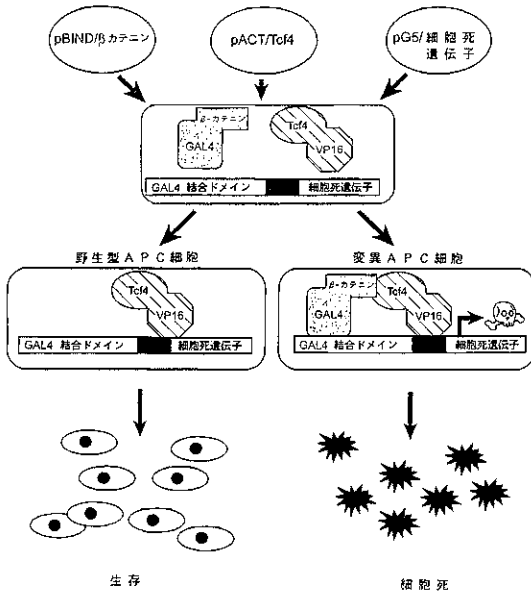 pBIND/βカテニン
pACT/Tcf4
pG5/細胞死
遺伝子
β-カテニン
GAL4
Tcf4
VP16
GAL4 結合ドメイン
細胞死遺伝子
野生型APC細胞
変異APC細胞
Tcf4
VP16
GAL4 結合ドメイン
細胞死遺伝子
β-カテニン
GAL4
Tcf4
VP16
GAL4 結合ドメイン
細胞死遺伝子
生存
細胞死